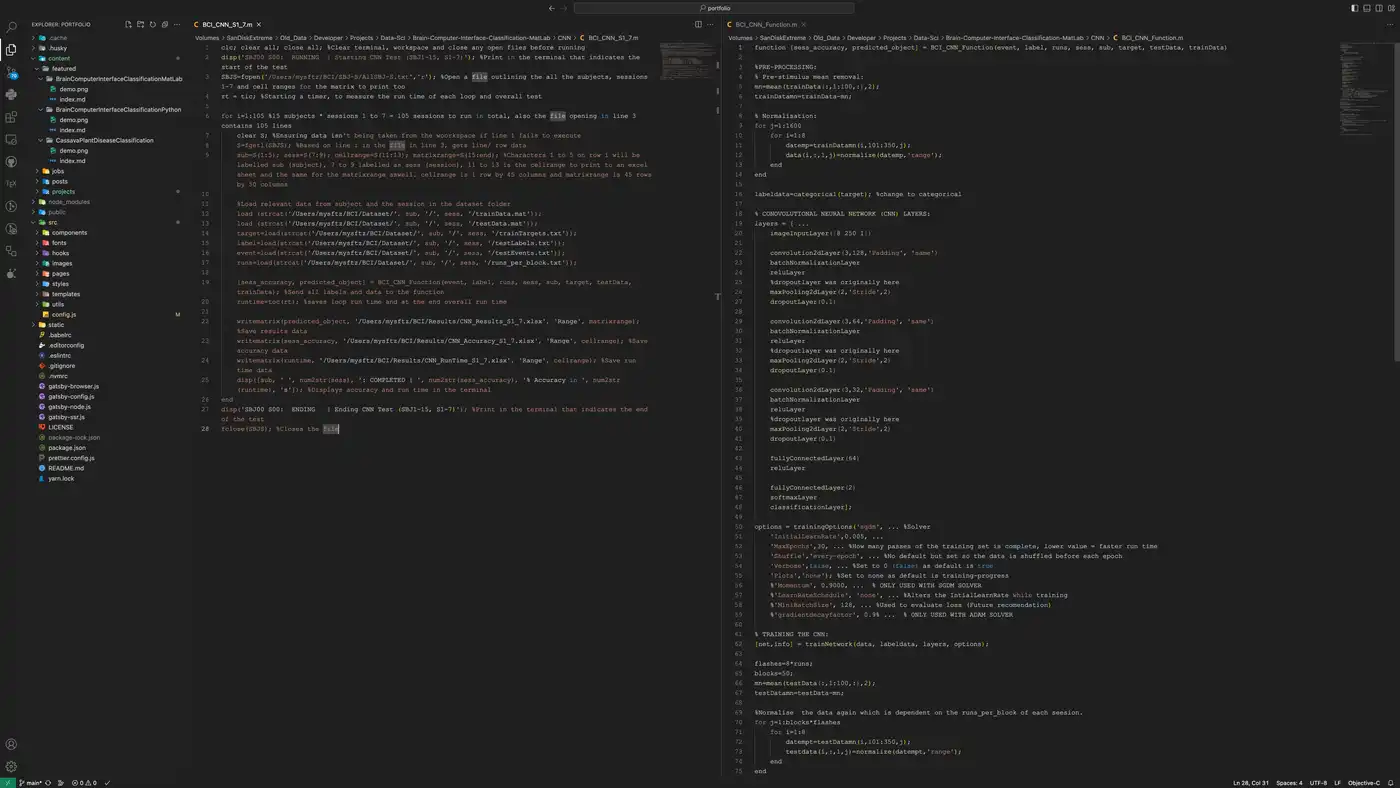 portfolio
EXPLORER: PORTFOLIO
.cache
.husky
content
featured
BrainComputerInterfaceClassificationMatLab
demo.png
index.md
BrainComputerInterfaceClassificationPython
demo.png
index.md
CassavaPlantDiseaseClassification
demo.png
index.md
jobs
posts
projects
node_modules
public
src
components
fonts
hooks
images
pages
styles
templates
utils
config.js M
static
.babelrc
.editorconfig
.eslintrc
.gitignore
.nvmrc
gatsby-browser.js
gatsby-config.js
gatsby-node.js
gatsby-ssr.js
LICENSE
package-lock.json
package.json
prettier.config.js
README.md
yarn.lock
BCI_CNN_S1_7.m
Volumes > SanDiskExtreme > Old_Data > Developer > Projects > Data-Sci > Brain-Computer-Interface-Classification-MatLab > CNN > BCI_CNN_S1_7.m
1 clc; clear all; close all; %Clear terminal, workspace and close any open files before running
2 disp('SBJ00 S00: RUNNING | Starting CNN Test (SBJ1-15, S1-7)'); %Print in the terminal that indicates the
start of the test
3 SBJS=fopen('/Users/mysftz/BCI/SBJ-S/AllSBJ-S.txt','r'); %Open a file outlining the all the subjects, sessions
1-7 and cell ranges for the matrix to print too
4 rt = tic; %Starting a timer, to measure the run time of each loop and overall test
5
6 for i=1:105 %15 subjects * sessions 1 to 7 = 105 sessions to run in total, also the file opening in line 3
contains 105 lines
7 clear S; %Ensuring data isn't being taken from the woorkspace if line 1 fails to execute
8 S=fgetl(SBJS); %Based on line i in the file in line 3, gets line/ row data
9 sub=S(1:5); sess=S(7:9); cellrange=S(11:13); matrixrange=S(15:end); %Characters 1 to 5 on row i will be
labelled sub (subject), 7 to 9 labelled as sess (session), 11 to 13 is the cellrange to print to an excel
sheet and the same for the matrixrange aswell. cellrange is 1 row by 45 columns and matrixrange is 45 rows
by 50 columns
10
11 %Load relevant data from subject and the session in the dataset folder
12 load (strcat('/Users/mysftz/BCI/Dataset/', sub, '/', sess, '/trainData.mat'));
13 load (strcat('/Users/mysftz/BCI/Dataset/', sub, '/', sess, '/testData.mat'));
14 target=load(strcat('/Users/mysftz/BCI/Dataset/', sub, '/', sess, '/trainTargets.txt'));
15 label=load(strcat('/Users/mysftz/BCI/Dataset/', sub, '/', sess, '/testLabels.txt'));
16 event=load(strcat('/Users/mysftz/BCI/Dataset/', sub, '/', sess, '/testEvents.txt'));
17 runs=load(strcat('/Users/mysftz/BCI/Dataset/', sub, '/', sess, '/runs_per_block.txt'));
18
19 [sess_accuracy, predicted_object] = BCI_CNN_Function(event, label, runs, sess, sub, target, testData,
trainData); %Send all labels and data to the function
20 runtime=toc(rt); %saves loop run time and at the end overall run time
21
22 writematrix(predicted_object, '/Users/mysftz/BCI/Results/CNN_Results_S1_7.xlsx', 'Range', matrixrange);
%Save results data
23 writematrix(sess_accuracy, '/Users/mysftz/BCI/Results/CNN_Accuracy_S1_7.xlsx', 'Range', cellrange); %Save
accuracy data
24 writematrix(runtime, '/Users/mysftz/BCI/Results/CNN_RunTime_S1_7.xlsx', 'Range', cellrange); %Save run
time data
25 disp([sub, ' ', num2str(sess), ': COMPLETED | ', num2str(sess_accuracy), '% Accuracy in ', num2str
(runtime), 's']); %Displays accuracy and run time in the terminal
26 end
27 disp('SBJ00 S00: ENDING | Ending CNN Test (SBJ1-15, S1-7)'); %Print in the terminal that indicates the end
of the test
28 fclose(SBJS); %Closes the file
BCI_CNN_Function.m
Volumes > SanDiskExtreme > Old_Data > Developer > Projects > Data-Sci > Brain-Computer-Interface-Classification-MatLab > CNN > BCI_CNN_Function.m
1 function [sess_accuracy, predicted_object] = BCI_CNN_Function(event, label, runs, sess, sub, target, testData, trainData)
2
3 %PRE-PROCESSING:
4 % Pre-stimulus mean removal:
5 mn=mean(trainData(:,1:100,:),2);
6 trainDatamn=trainData-mn;
7
8 % Normalisation:
9 for j=1:1600
10 for i=1:8
11 datemp=trainDatamn(i,101:350,j);
12 data(i,:,1,j)=normalize(datemp,'range');
13 end
14 end
15
16 labeldata=categorical(target); %change to categorical
17
18 % CONOVOLUTIONAL NEURAL NETWORK (CNN) LAYERS:
19 layers = [....
20 imageInputLayer([8 250 1])
21
22 convolution2dLayer(3,128,'Padding', 'same')
23 batchNormalizationLayer
24 reluLayer
25 %dropoutlayer was originally here
26 maxPooling2dLayer(2,'Stride',2)
27 dropoutLayer(0.1)
28
29 convolution2dLayer(3,64,'Padding', 'same')
30 batchNormalizationLayer
31 reluLayer
32 %dropoutlayer was originally here
33 maxPooling2dLayer(2,'Stride',2)
34 dropoutLayer(0.1)
35
36 convolution2dLayer(3,32,'Padding', 'same')
37 batchNormalizationLayer
38 reluLayer
39 %dropoutlayer was originally here
40 maxPooling2dLayer(2,'Stride',2)
41 dropoutLayer(0.1)
42
43 fullyConnectedLayer(64)
44 reluLayer
45
46 fullyConnectedLayer(2)
47 softmaxLayer
48 classificationLayer];
49
50 options = trainingOptions('sgdm', ... %Solver
51 'InitialLearnRate',0.005, ...
52 'MaxEpochs',30, ... %How many passes of the training set is complete, lower value = faster run time
53 'Shuffle','every-epoch', ... %No default but set so the data is shuffled before each epoch
54 'Verbose',false, ... %Set to 0 (false) as default is true
55 'Plots','none'); %Set to none as default is training-progress
56 %'Momentum', 0.9000, ... % ONLY USED WITH SGDM SOLVER
57 %'LearnRateSchedule', 'none', ... %Alters the IntialLearnRate while training
58 %'MiniBatchSize', 128, ... %Used to evaluate loss (Future recomendation)
59 %'gradientdecayfactor', 0.9% ... % ONLY USED WITH ADAM SOLVER
60
61 % TRAINING THE CNN:
62 [net,info] = trainNetwork(data, labeldata, layers, options);
63
64 flashes=8*runs;
65 blocks=50;
66 mn=mean(testData(:,1:100,:),2);
67 testDatamn=testData-mn;
68
69 %Normalise the data again which is dependent on the runs_per_block of each session.
70 for j=1:blocks*flashes
71 for i=1:8
72 datempt=testDatamn(i,101:350,j);
73 testdata(i,:,1,j)=normalize(datempt,'range');
74 end
75 end
main* 0 0 Ln 28, Col 31 Spaces: 4 UTF-8 LF Objective-C